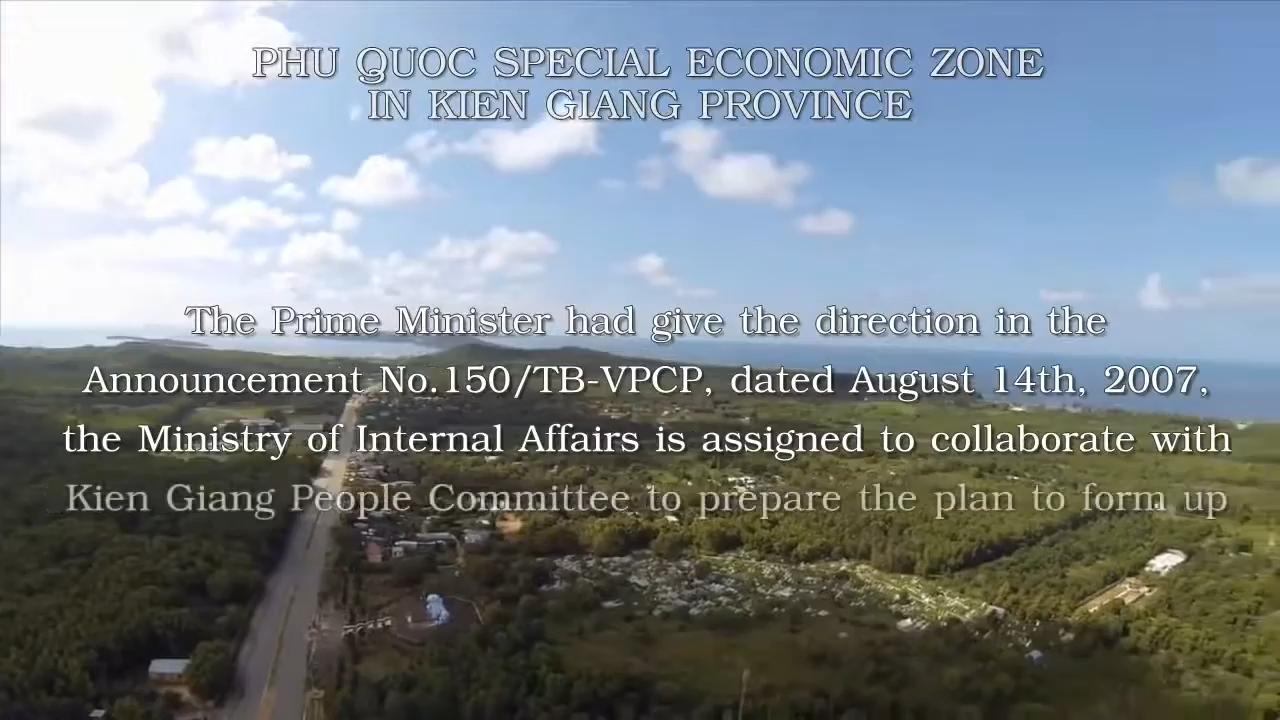 PHU QUOC SPECIAL ECONOMIC ZONE
IN KIEN GIANG PROVINCE
The Prime Minister had give the direction in the
Announcement No.150/TB-VPCP, dated August 14th, 2007,
the Ministry of Internal Affairs is assigned to collaborate with
Kien Giang People Committee to prepare the plan to form up